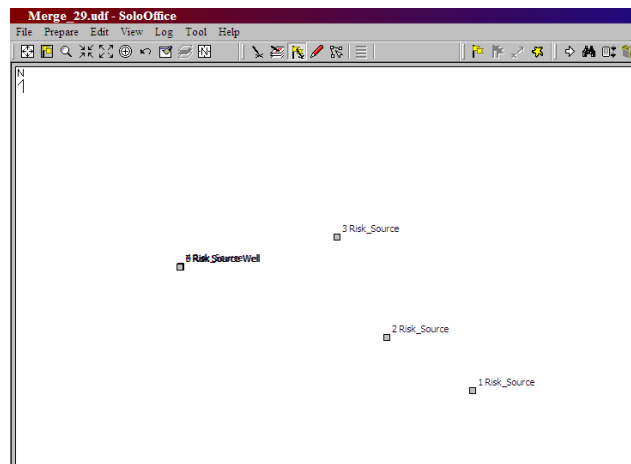 Merge_29.udf - SoloOffice
File Prepare Edit View Log Tool Help
N
3 Risk_Source
2 Risk_Source
1 Risk_Source